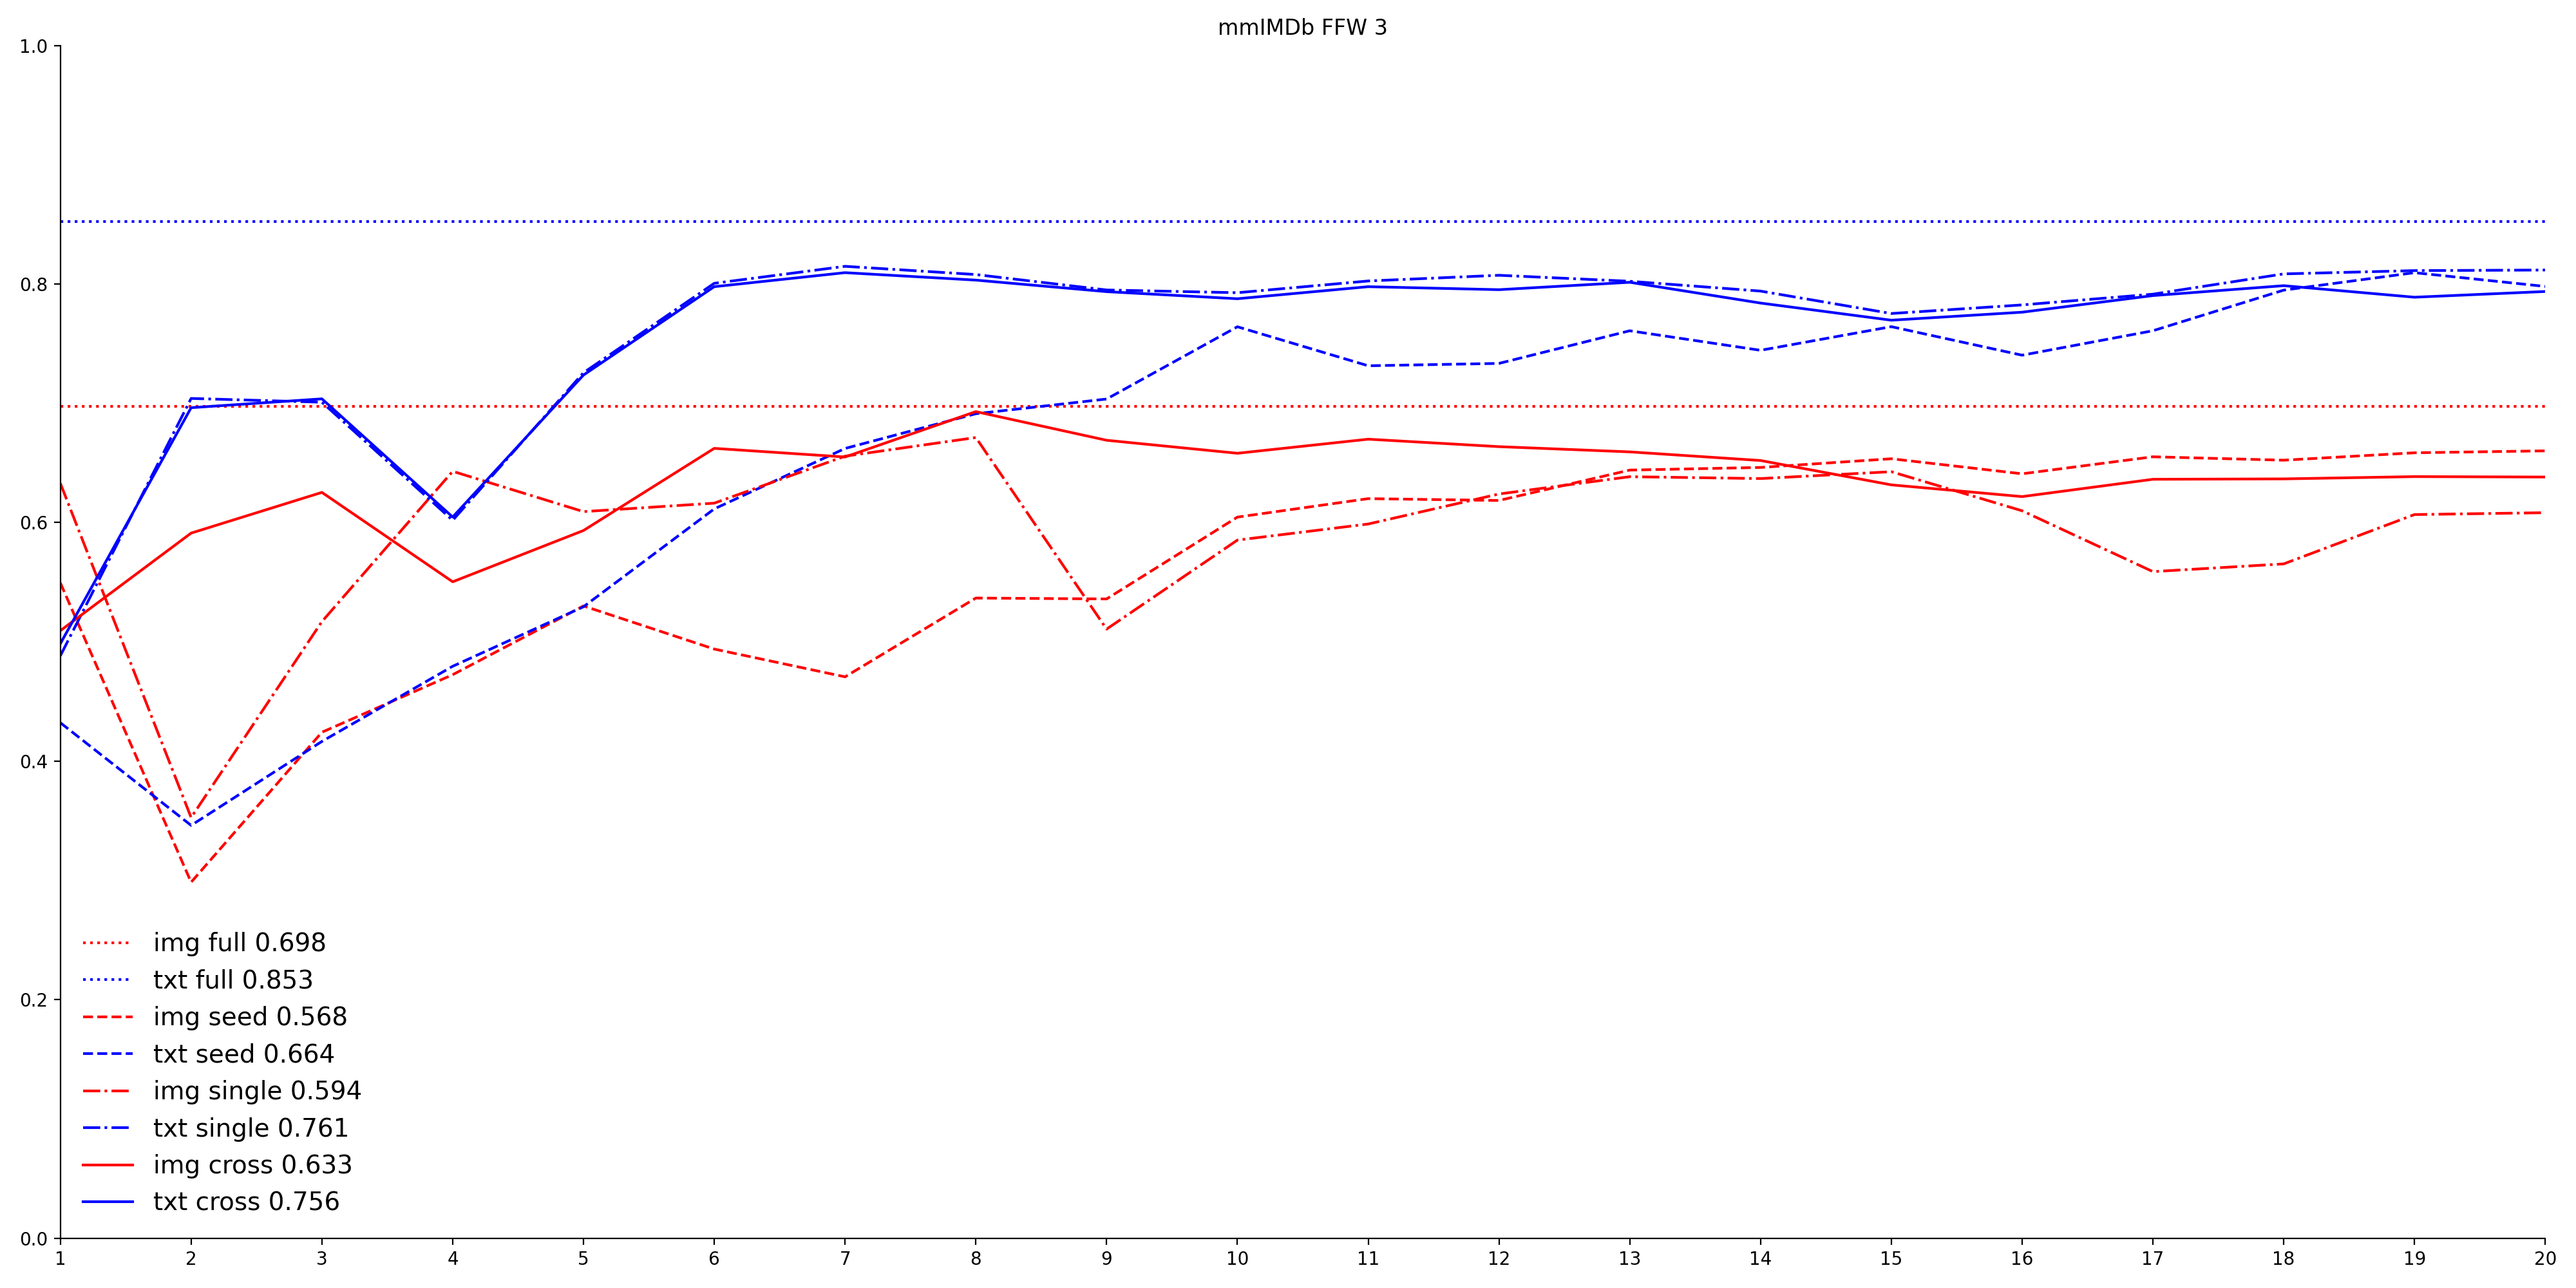 mmIMDb FFW 3
1.0
0.8
0.6
0.4
0.2
0.0
img full 0.698
txt full 0.853
img seed 0.568
txt seed 0.664
img single 0.594
txt single 0.761
img cross 0.633
txt cross 0.756
1 2 3 4 5 6 7 8 9 10 11 12 13 14 15 16 17 18 19 20